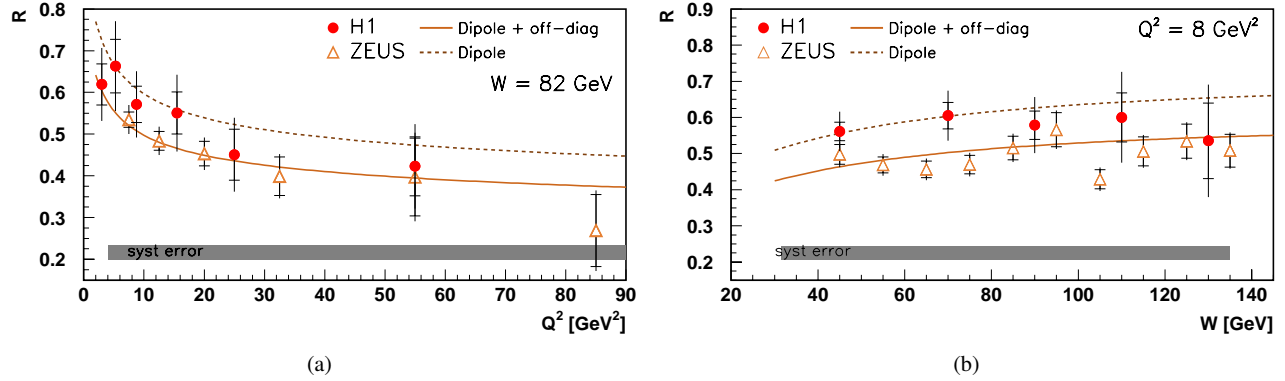 R
0.8
0.7
0.6
0.5
0.4
0.3
0.2
0 10 20 30 40 50 60 70 80 90
Q² [GeV²]
H1
ZEUS
Dipole + off-diag
Dipole
W = 82 GeV
syst error
(a)
R
0.9
0.8
0.7
0.6
0.5
0.4
0.3
0.2
20 40 60 80 100 120 140
W [GeV]
H1
ZEUS
Dipole + off-diag
Dipole
Q² = 8 GeV²
syst error
(b)